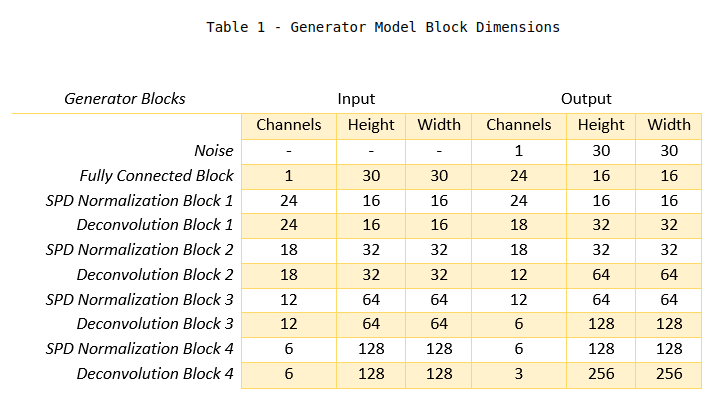 Table 1 - Generator Model Block Dimensions
Generator Blocks Input Output
Channels Height Width Channels Height Width
Noise - - - 1 30 30
Fully Connected Block 1 30 30 24 16 16
SPD Normalization Block 1 24 16 16 24 16 16
Deconvolution Block 1 24 16 16 18 32 32
SPD Normalization Block 2 18 32 32 18 32 32
Deconvolution Block 2 18 32 32 12 64 64
SPD Normalization Block 3 12 64 64 12 64 64
Deconvolution Block 3 12 64 64 6 128 128
SPD Normalization Block 4 6 128 128 6 128 128
Deconvolution Block 4 6 128 128 3 256 256